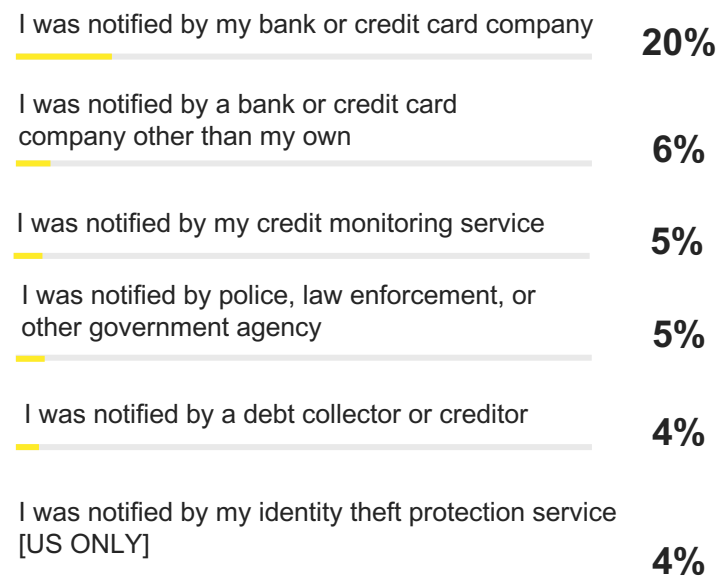 I was notified by my bank or credit card company
20%
I was notified by a bank or credit card
company other than my own
6%
I was notified by my credit monitoring service
5%
I was notified by police, law enforcement, or
other government agency
5%
I was notified by a debt collector or creditor
4%
I was notified by my identity theft protection service
[US ONLY]
4%